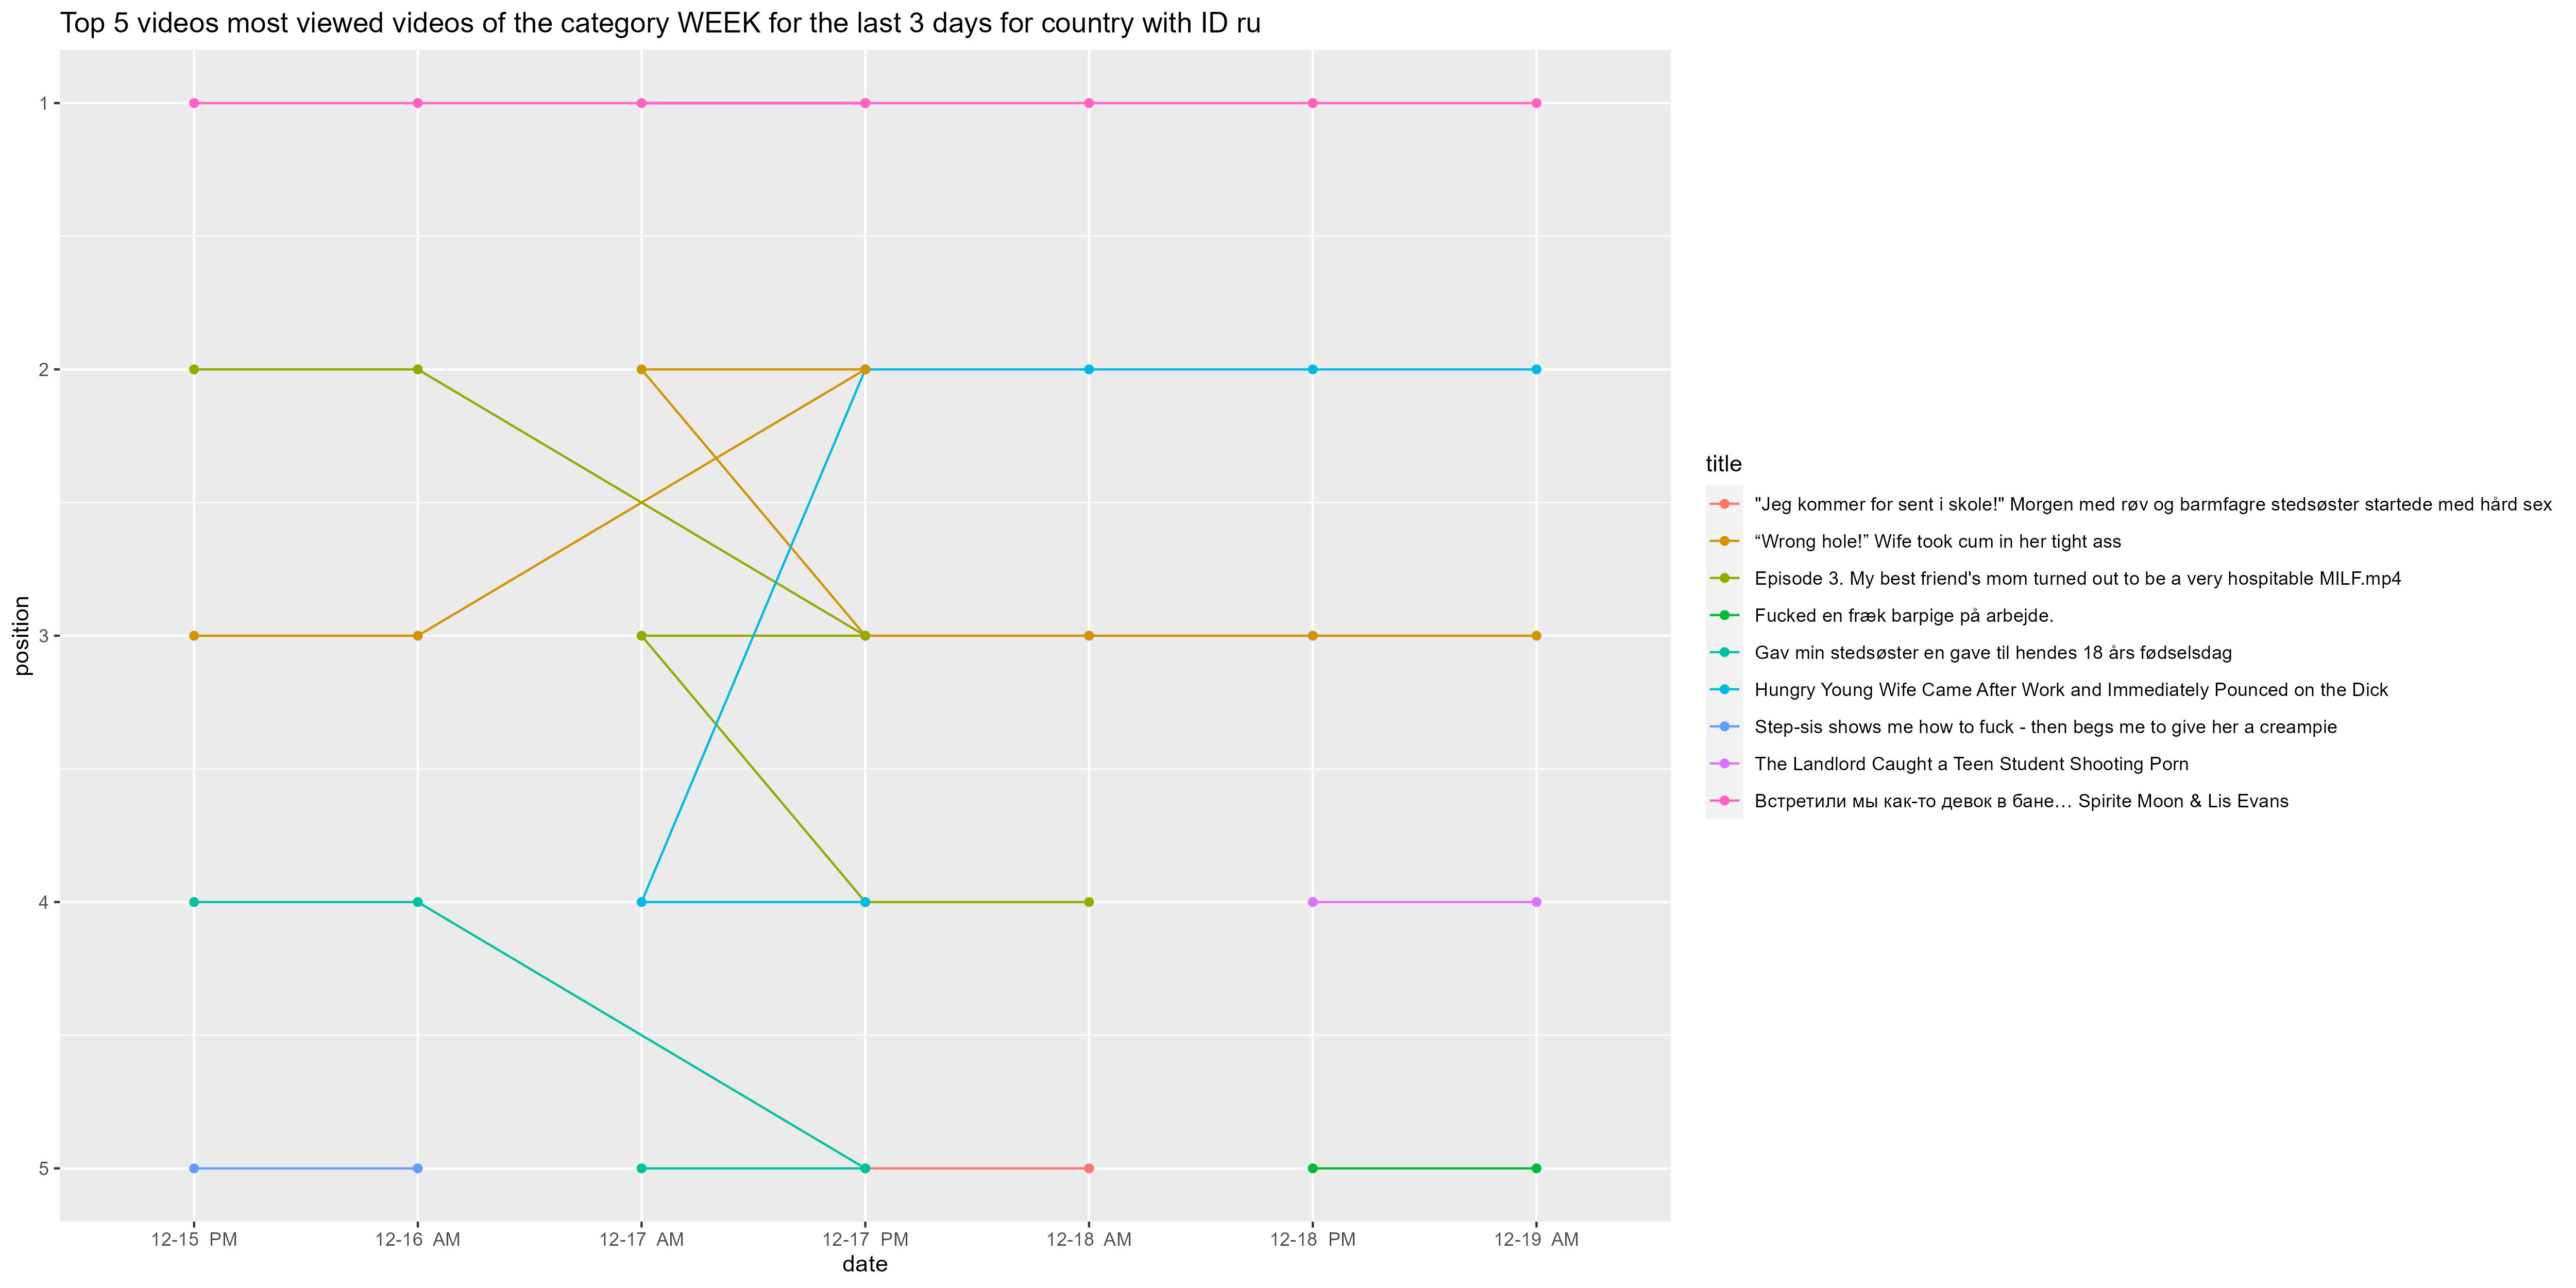 Top 5 videos most viewed videos of the category WEEK for the last 3 days for country with ID ru
position
1
2
3
4
5
12-15 PM
12-16 AM
12-17 AM
12-17 PM
12-18 AM
12-18 PM
12-19 AM
date
title
"Jeg kommer for sent i skole!" Morgen med røv og barmfagre stedsøster startede med hård sex
“Wrong hole!” Wife took cum in her tight ass
Episode 3. My best friend's mom turned out to be a very hospitable MILF.mp4
Fucked en fræk barpige på arbejde.
Gav min stedsøster en gave til hendes 18 års fødselsdag
Hungry Young Wife Came After Work and Immediately Pounced on the Dick
Step-sis shows me how to fuck - then begs me to give her a creampie
The Landlord Caught a Teen Student Shooting Porn
Встретили мы как-то девок в бане… Spirite Moon & Lis Evans